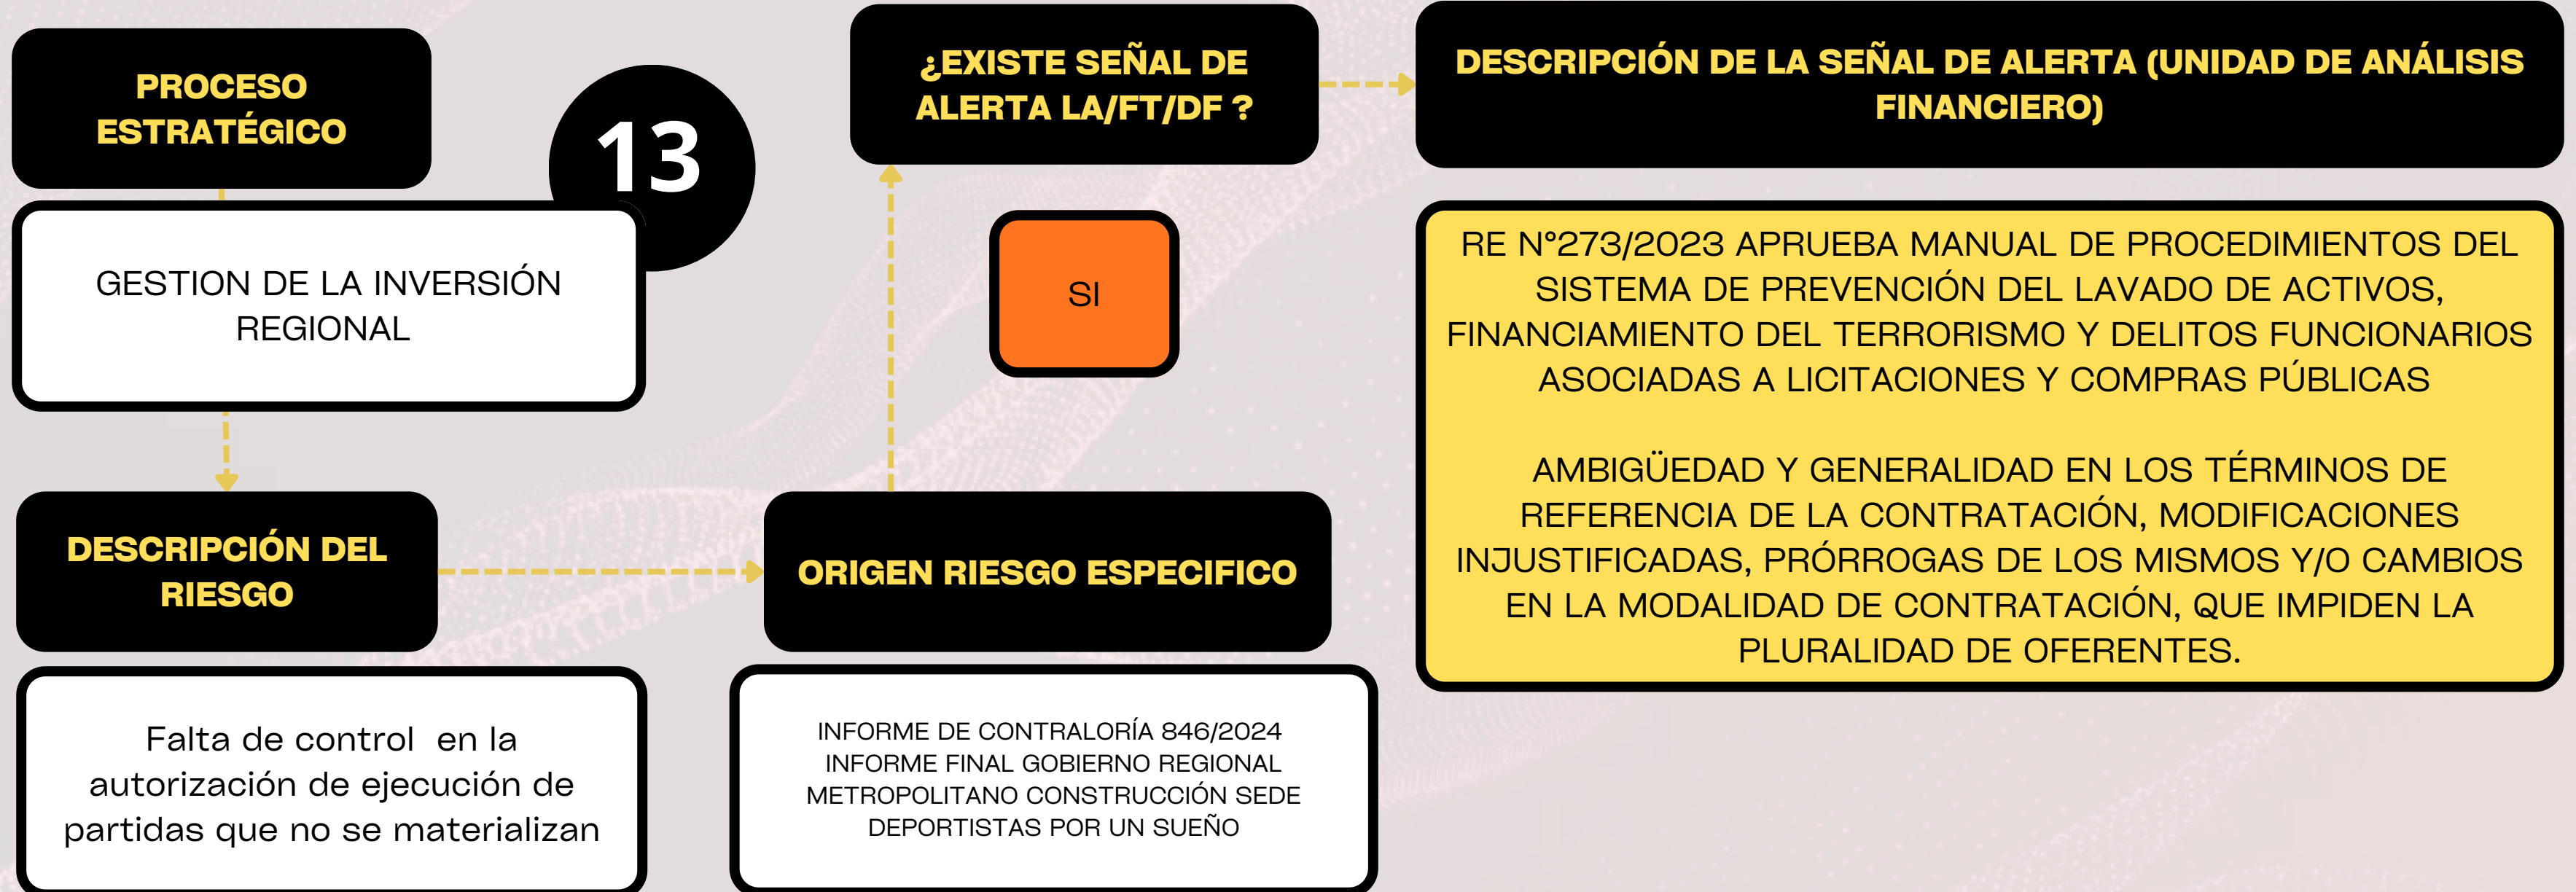 PROCESO
ESTRATÉGICO
13
GESTION DE LA INVERSIÓN
REGIONAL
DESCRIPCIÓN DEL
RIESGO
Falta de control  en la
autorización de ejecución de
partidas que no se materializan
ORIGEN RIESGO ESPECIFICO
INFORME DE CONTRALORÍA 846/2024
INFORME FINAL GOBIERNO REGIONAL
METROPOLITANO CONSTRUCCIÓN SEDE
DEPORTISTAS POR UN SUEÑO
¿EXISTE SEÑAL DE
ALERTA LA/FT/DF ?
SI
DESCRIPCIÓN DE LA SEÑAL DE ALERTA (UNIDAD DE ANÁLISIS
FINANCIERO)
RE N°273/2023 APRUEBA MANUAL DE PROCEDIMIENTOS DEL
SISTEMA DE PREVENCIÓN DEL LAVADO DE ACTIVOS,
FINANCIAMIENTO DEL TERRORISMO Y DELITOS FUNCIONARIOS
ASOCIADAS A LICITACIONES Y COMPRAS PÚBLICAS
AMBIGÜEDAD Y GENERALIDAD EN LOS TÉRMINOS DE
REFERENCIA DE LA CONTRATACIÓN, MODIFICACIONES
INJUSTIFICADAS, PRÓRROGAS DE LOS MISMOS Y/O CAMBIOS
EN LA MODALIDAD DE CONTRATACIÓN, QUE IMPIDEN LA
PLURALIDAD DE OFERENTES.